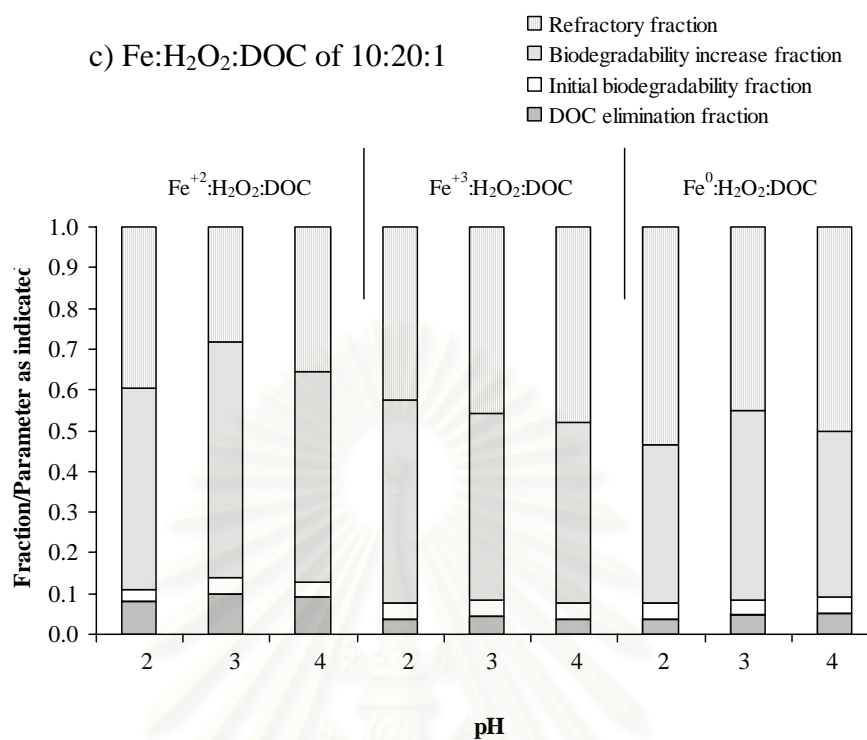 Refractory fraction
c) Fe:H₂O₂:DOC of 10:20:1
Biodegradability increase fraction
Initial biodegradability fraction
DOC elimination fraction
Fe⁺²:H₂O₂:DOC
Fe⁺³:H₂O₂:DOC
Fe⁰:H₂O₂:DOC
1.0
0.9
0.8
0.7
0.6
0.5
0.4
0.3
0.2
0.1
0.0
Fraction/Parameter as indicated
2 3 4 2 3 4 2 3 4
pH